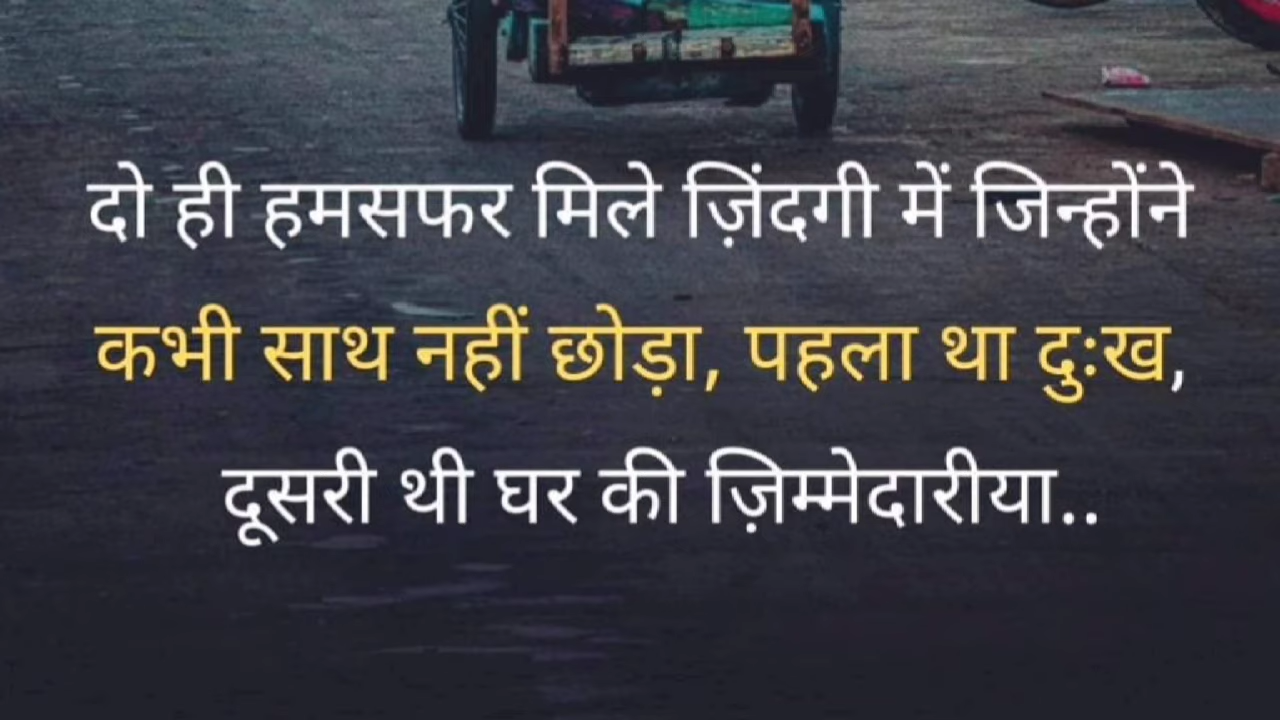 दो ही हमसफर मिले ज़िंदगी में जिन्होंने
कभी साथ नहीं छोड़ा, पहला था दुःख,
दूसरी थी घर की ज़िम्मेदारीया..